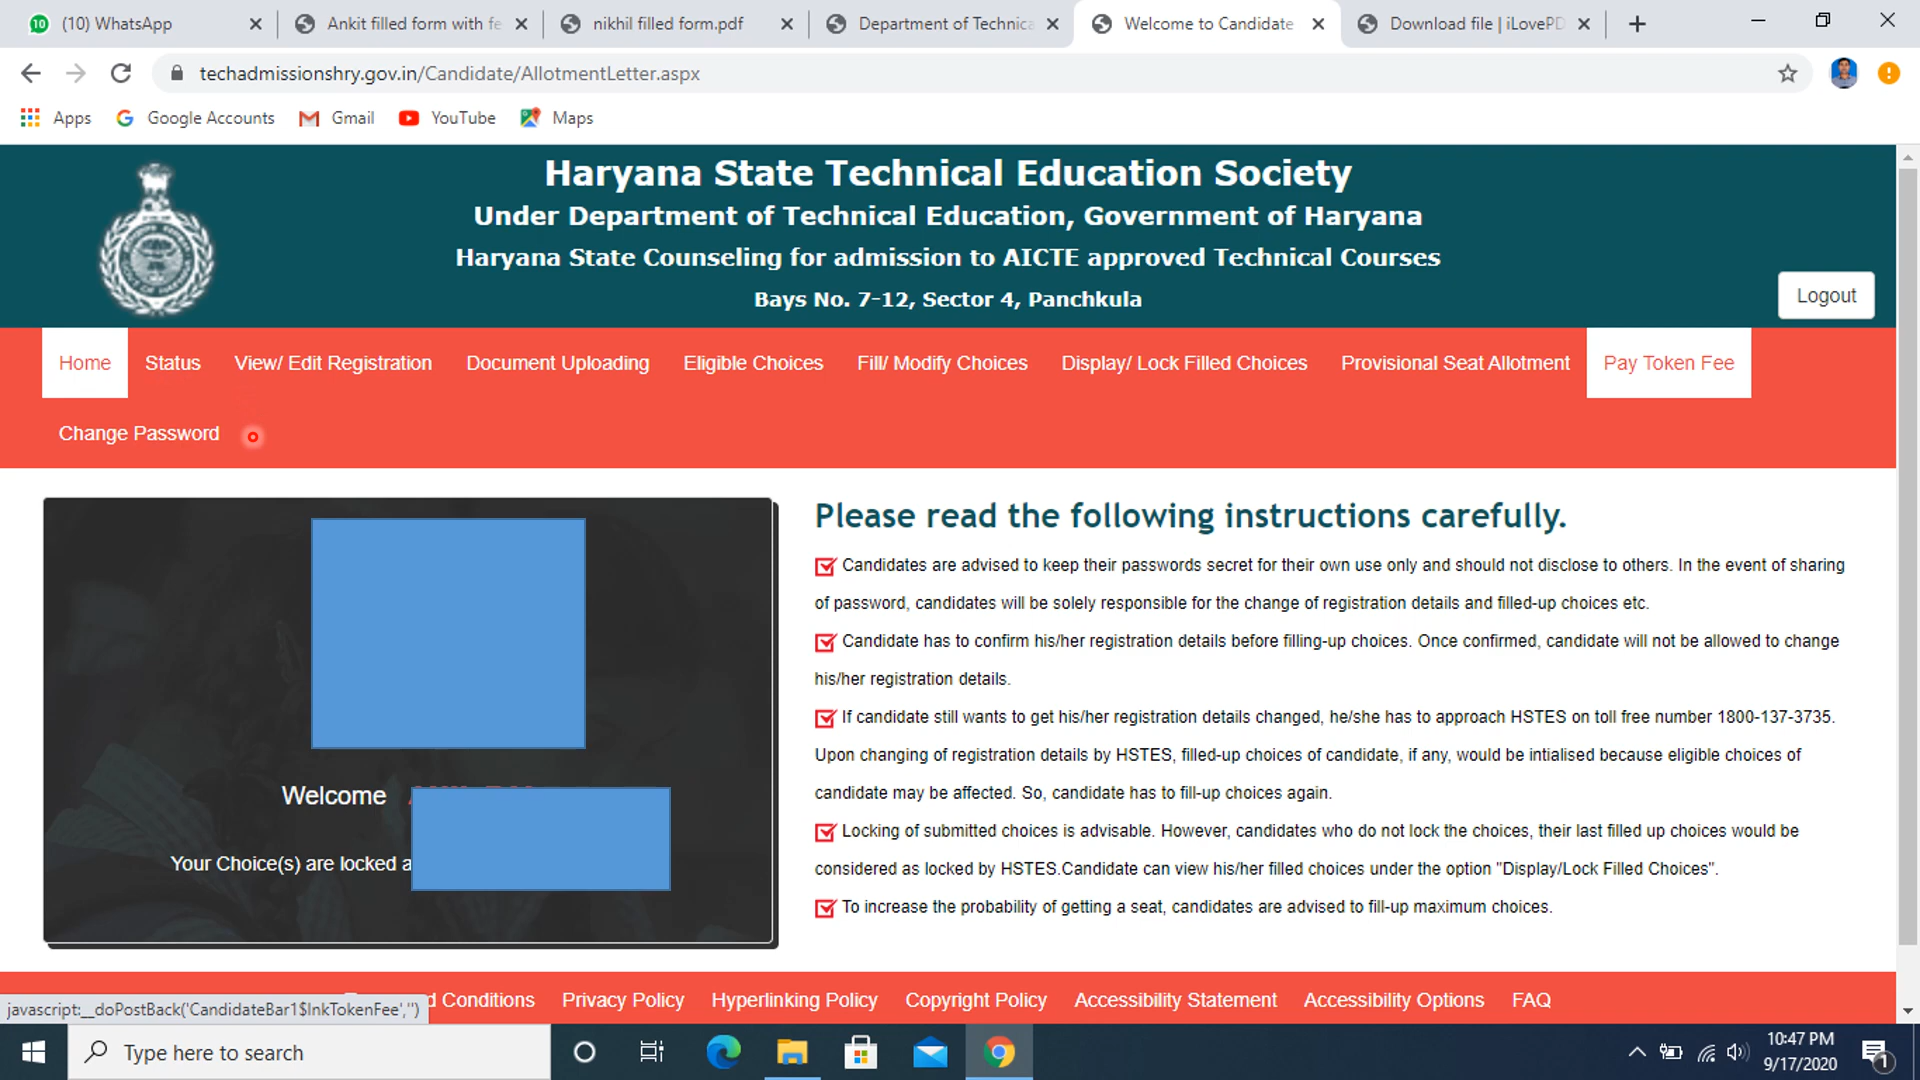 (10) WhatsApp
Ankit filled form with fe
nikhil filled form.pdf
Department of Technica
Welcome to Candidate
Download file | iLovePD
techadmissionshry.gov.in/Candidate/AllotmentLetter.aspx
Apps Google Accounts Gmail YouTube Maps
Haryana State Technical Education Society
Under Department of Technical Education, Government of Haryana
Haryana State Counseling for admission to AICTE approved Technical Courses
Bays No. 7-12, Sector 4, Panchkula
Logout
Home Status View/ Edit Registration Document Uploading Eligible Choices Fill/ Modify Choices Display/ Lock Filled Choices Provisional Seat Allotment Pay Token Fee
Change Password
Please read the following instructions carefully.
Candidates are advised to keep their passwords secret for their own use only and should not disclose to others. In the event of sharing
of password, candidates will be solely responsible for the change of registration details and filled-up choices etc.
Candidate has to confirm his/her registration details before filling-up choices. Once confirmed, candidate will not be allowed to change
his/her registration details.
If candidate still wants to get his/her registration details changed, he/she has to approach HSTES on toll free number 1800-137-3735.
Upon changing of registration details by HSTES, filled-up choices of candidate, if any, would be intialised because eligible choices of
candidate may be affected. So, candidate has to fill-up choices again.
Locking of submitted choices is advisable. However, candidates who do not lock the choices, their last filled up choices would be
considered as locked by HSTES.Candidate can view his/her filled choices under the option "Display/Lock Filled Choices".
To increase the probability of getting a seat, candidates are advised to fill-up maximum choices.
Welcome
Your Choice(s) are locked a
d Conditions Privacy Policy Hyperlinking Policy Copyright Policy Accessibility Statement Accessibility Options FAQ
javascript:__doPostBack('CandidateBar1$lnkTokenFee','')
Type here to search
10:47 PM
9/17/2020
1